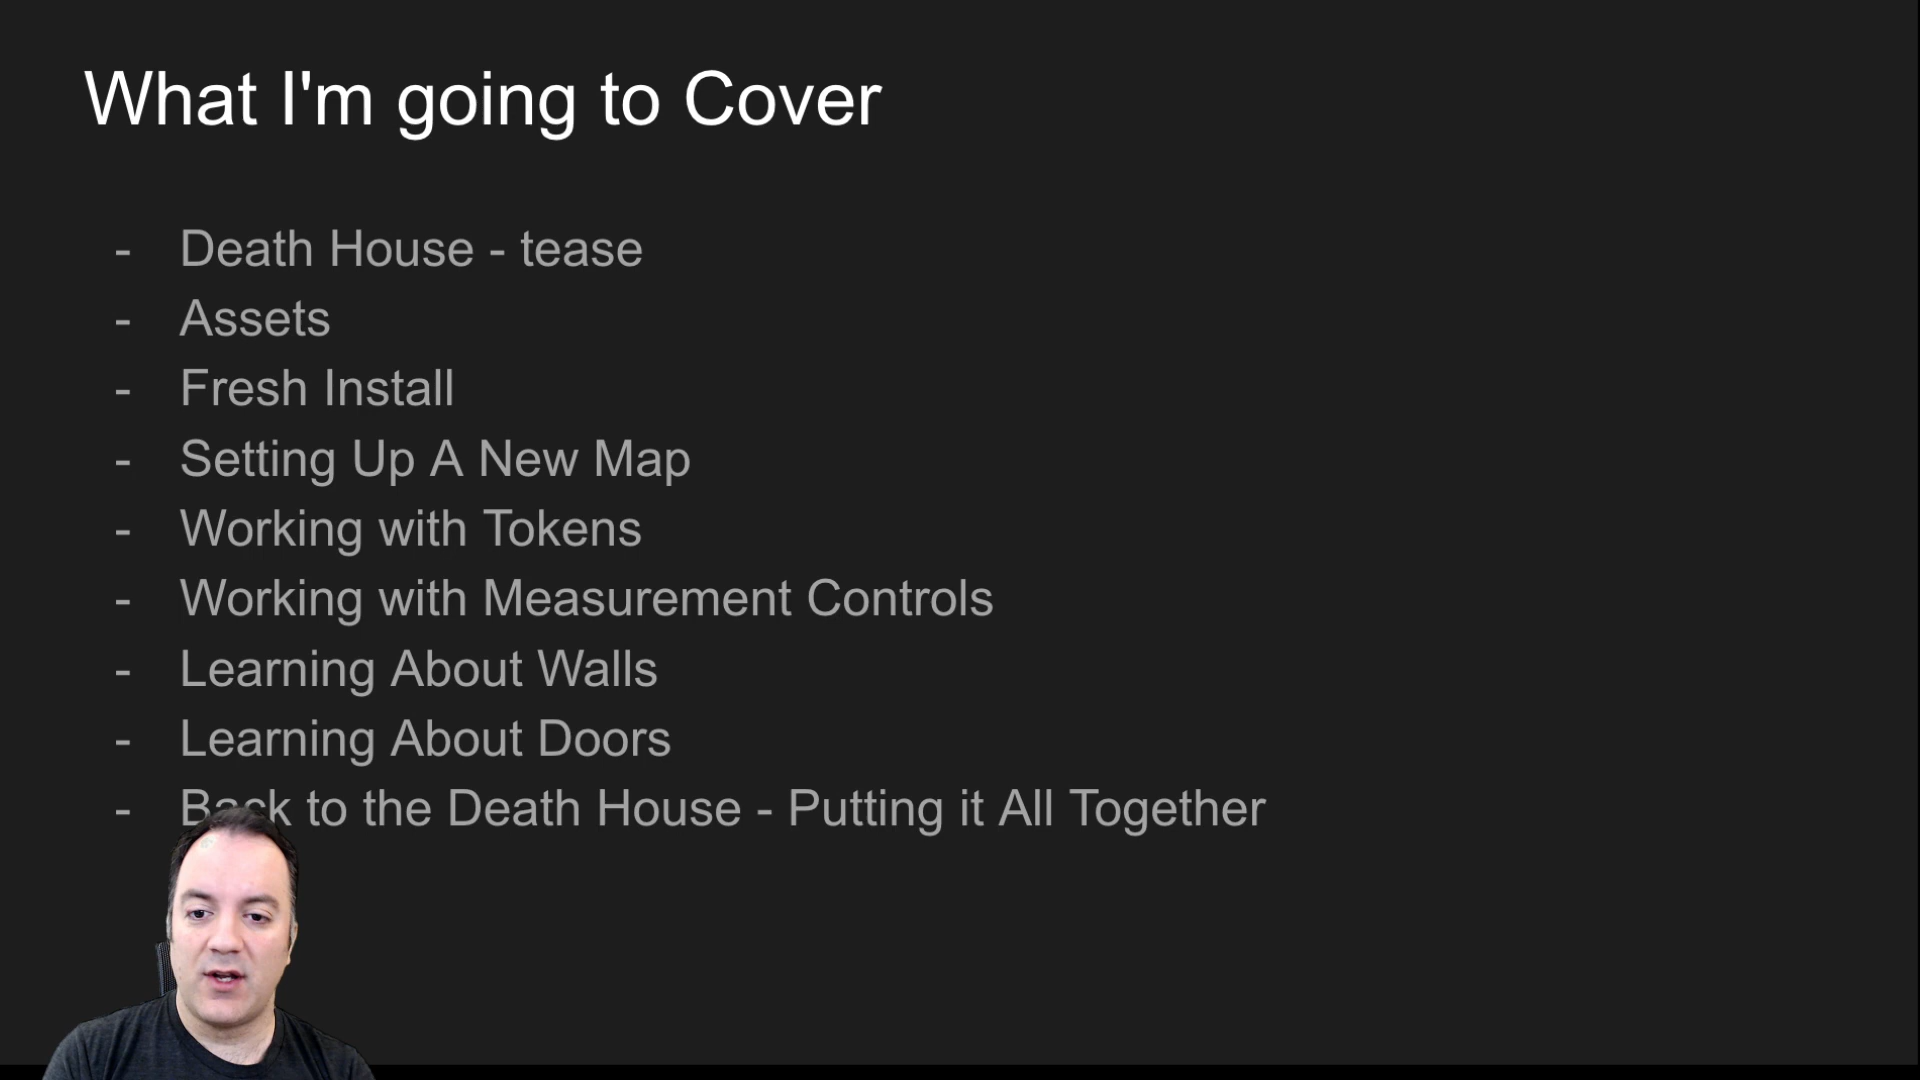 What I'm going to Cover
- Death House - tease
- Assets
- Fresh Install
- Setting Up A New Map
- Working with Tokens
- Working with Measurement Controls
- Learning About Walls
- Learning About Doors
- Back to the Death House - Putting it All Together